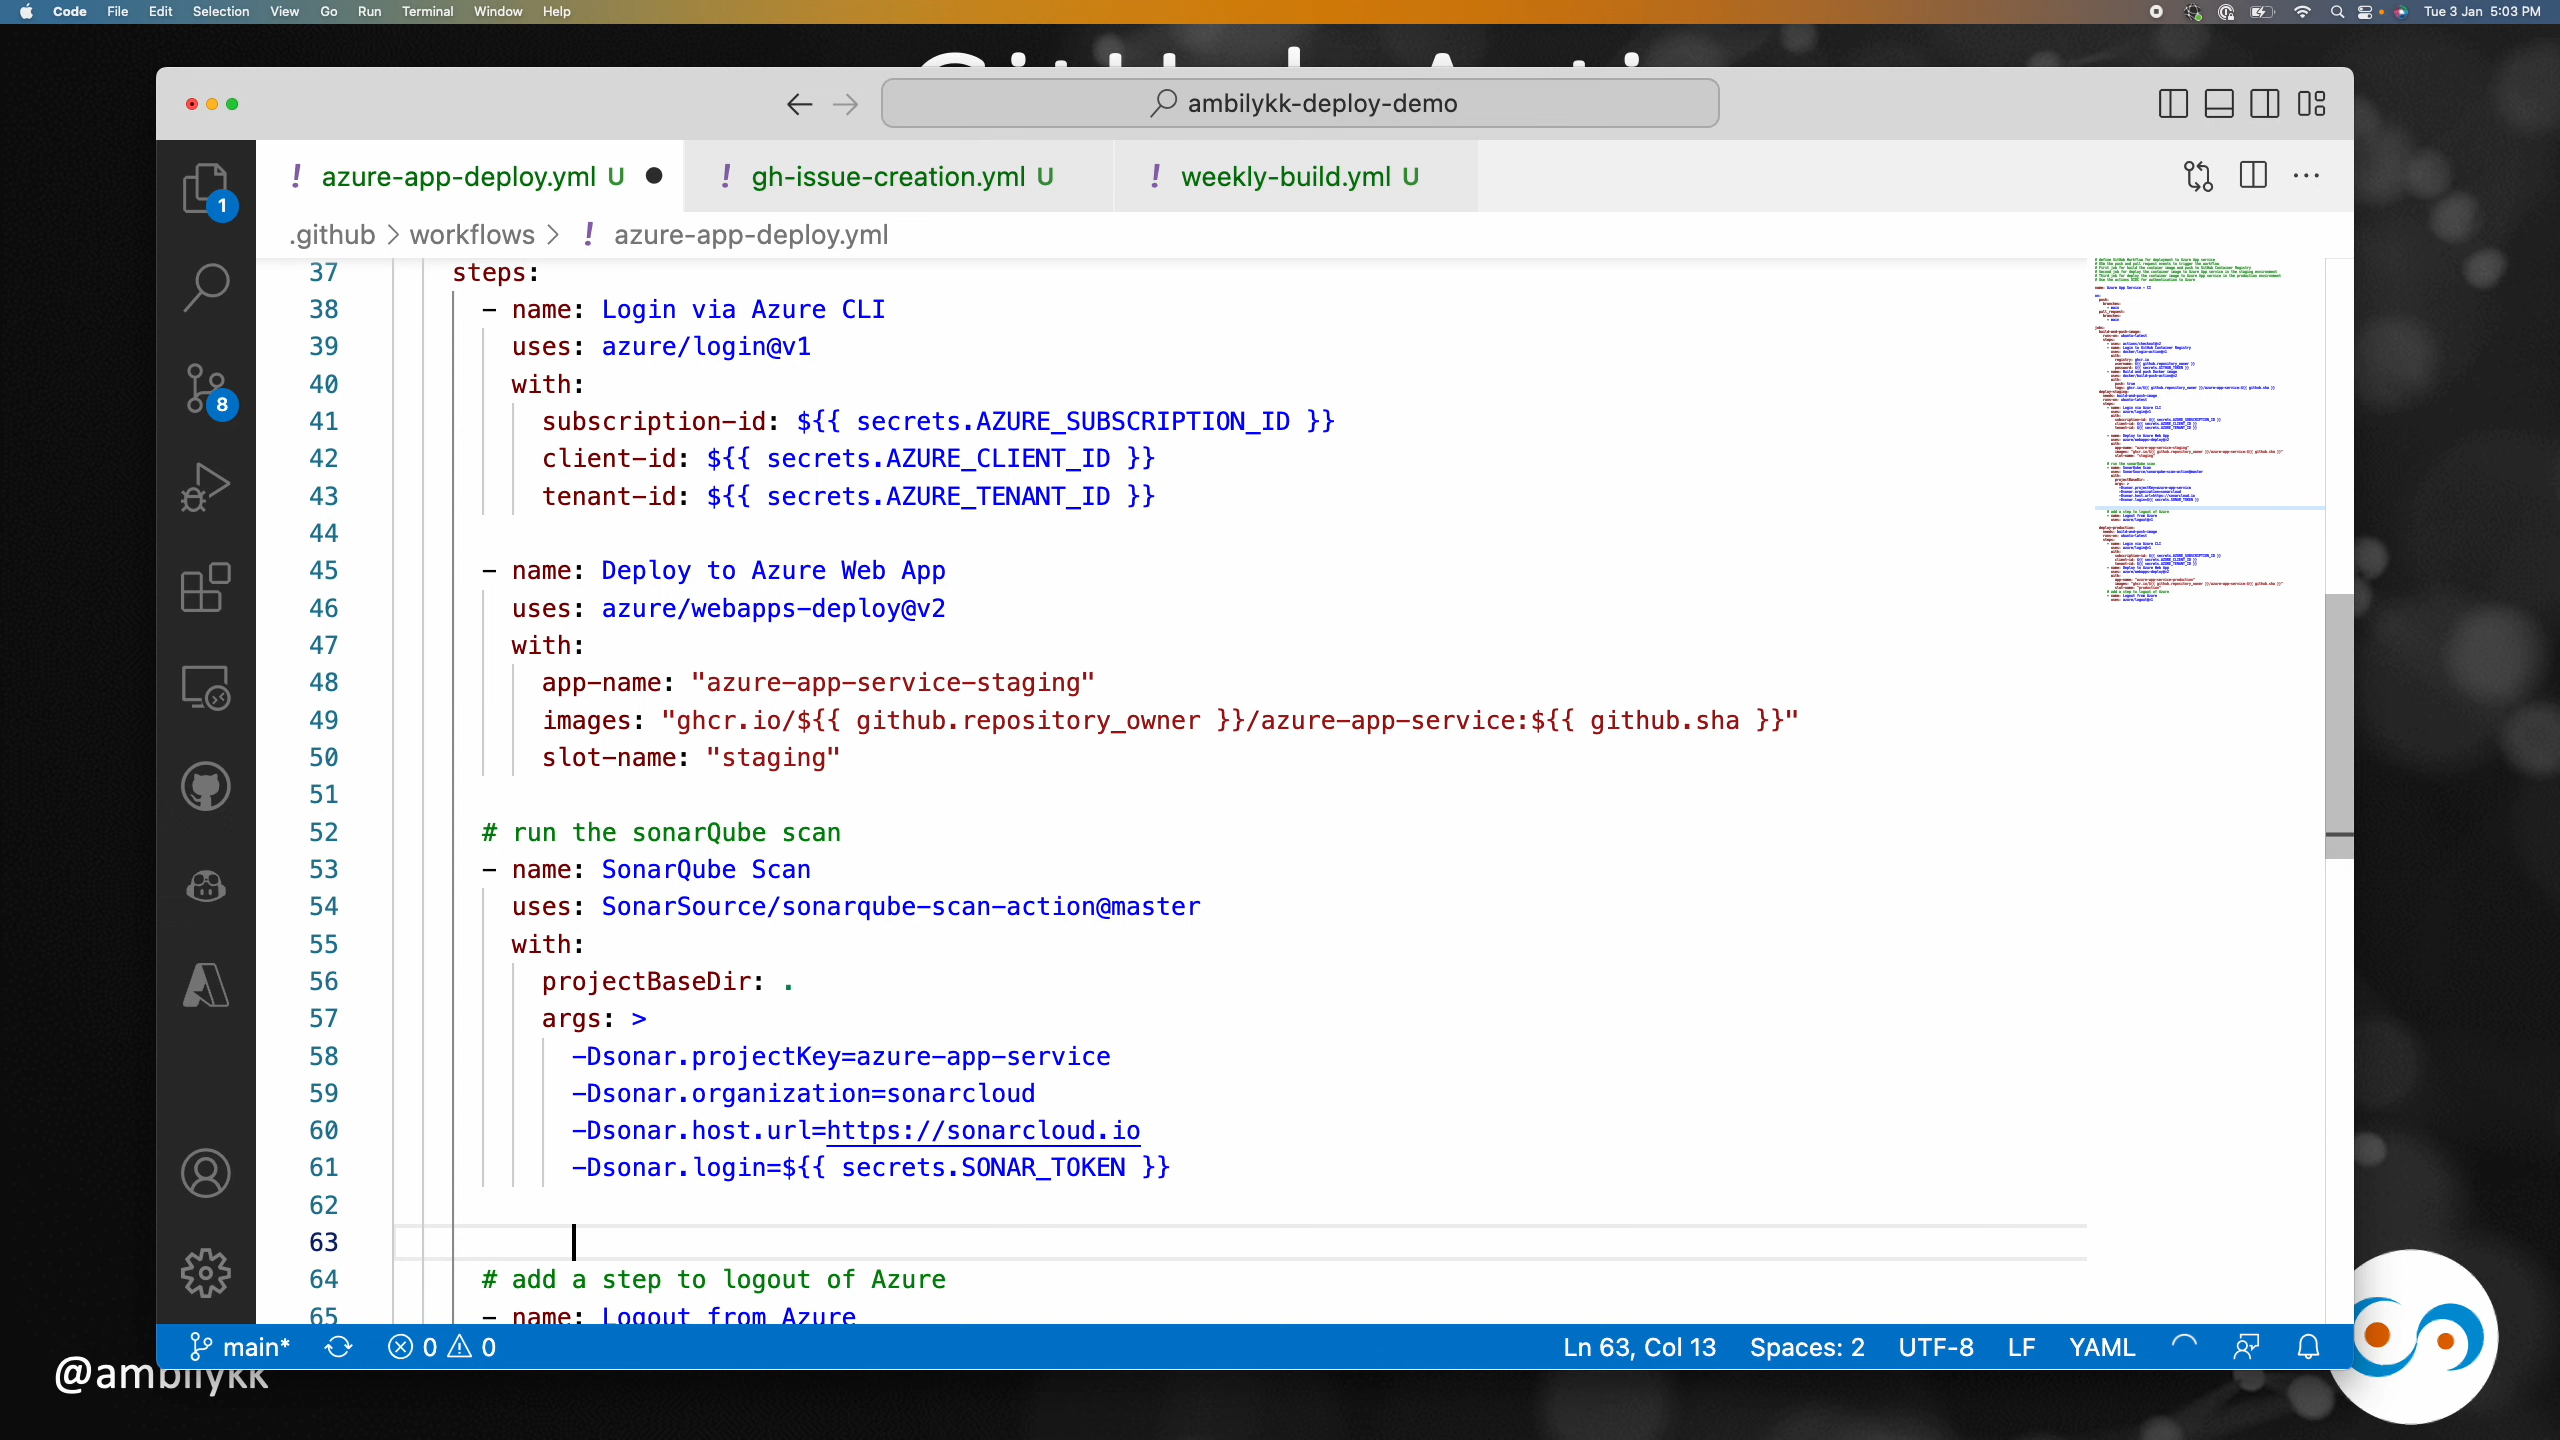 Code File Edit Selection View Go Run Terminal Window Help
Tue 3 Jan 5:03 PM
ambilykk-deploy-demo
! azure-app-deploy.yml U ● ! gh-issue-creation.yml U ! weekly-build.yml U
1
.github > workflows > ! azure-app-deploy.yml
8
37 steps:
38 - name: Login via Azure CLI
39 uses: azure/login@v1
40 with:
41 subscription-id: ${{ secrets.AZURE_SUBSCRIPTION_ID }}
42 client-id: ${{ secrets.AZURE_CLIENT_ID }}
43 tenant-id: ${{ secrets.AZURE_TENANT_ID }}
44
45 - name: Deploy to Azure Web App
46 uses: azure/webapps-deploy@v2
47 with:
48 app-name: "azure-app-service-staging"
49 images: "ghcr.io/${{ github.repository_owner }}/azure-app-service:${{ github.sha }}"
50 slot-name: "staging"
51
52 # run the sonarQube scan
53 - name: SonarQube Scan
54 uses: SonarSource/sonarqube-scan-action@master
55 with:
56 projectBaseDir: .
57 args: >
58 -Dsonar.projectKey=azure-app-service
59 -Dsonar.organization=sonarcloud
60 -Dsonar.host.url=https://sonarcloud.io
61 -Dsonar.login=${{ secrets.SONAR_TOKEN }}
62
63
64 # add a step to logout of Azure
65 - name: Logout from Azure
main* 0 0 Ln 63, Col 13 Spaces: 2 UTF-8 LF YAML
@ambilykk